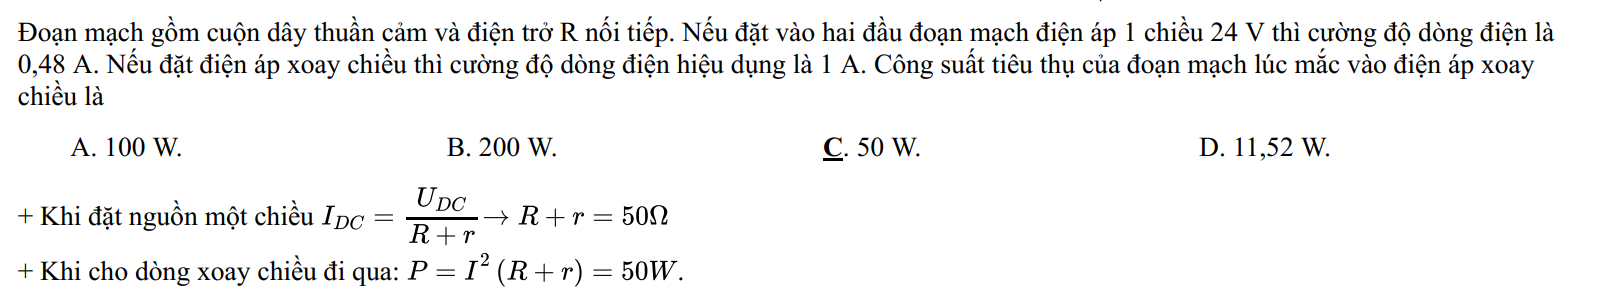 Đoạn mạch gồm cuộn dây thuần cảm và điện trở R nối tiếp. Nếu đặt vào hai đầu đoạn mạch điện áp 1 chiều 24 V thì cường độ dòng điện là
0,48 A. Nếu đặt điện áp xoay chiều thì cường độ dòng điện hiệu dụng là 1 A. Công suất tiêu thụ của đoạn mạch lúc mắc vào điện áp xoay
chiều là
A. 100 W. B. 200 W. C. 50 W. D. 11,52 W.
+ Khi đặt nguồn một chiều $I_{DC} = \frac{U_{DC}}{R + r} \rightarrow R + r = 50\Omega$
+ Khi cho dòng xoay chiều đi qua: $P = I^2 (R + r) = 50W.$